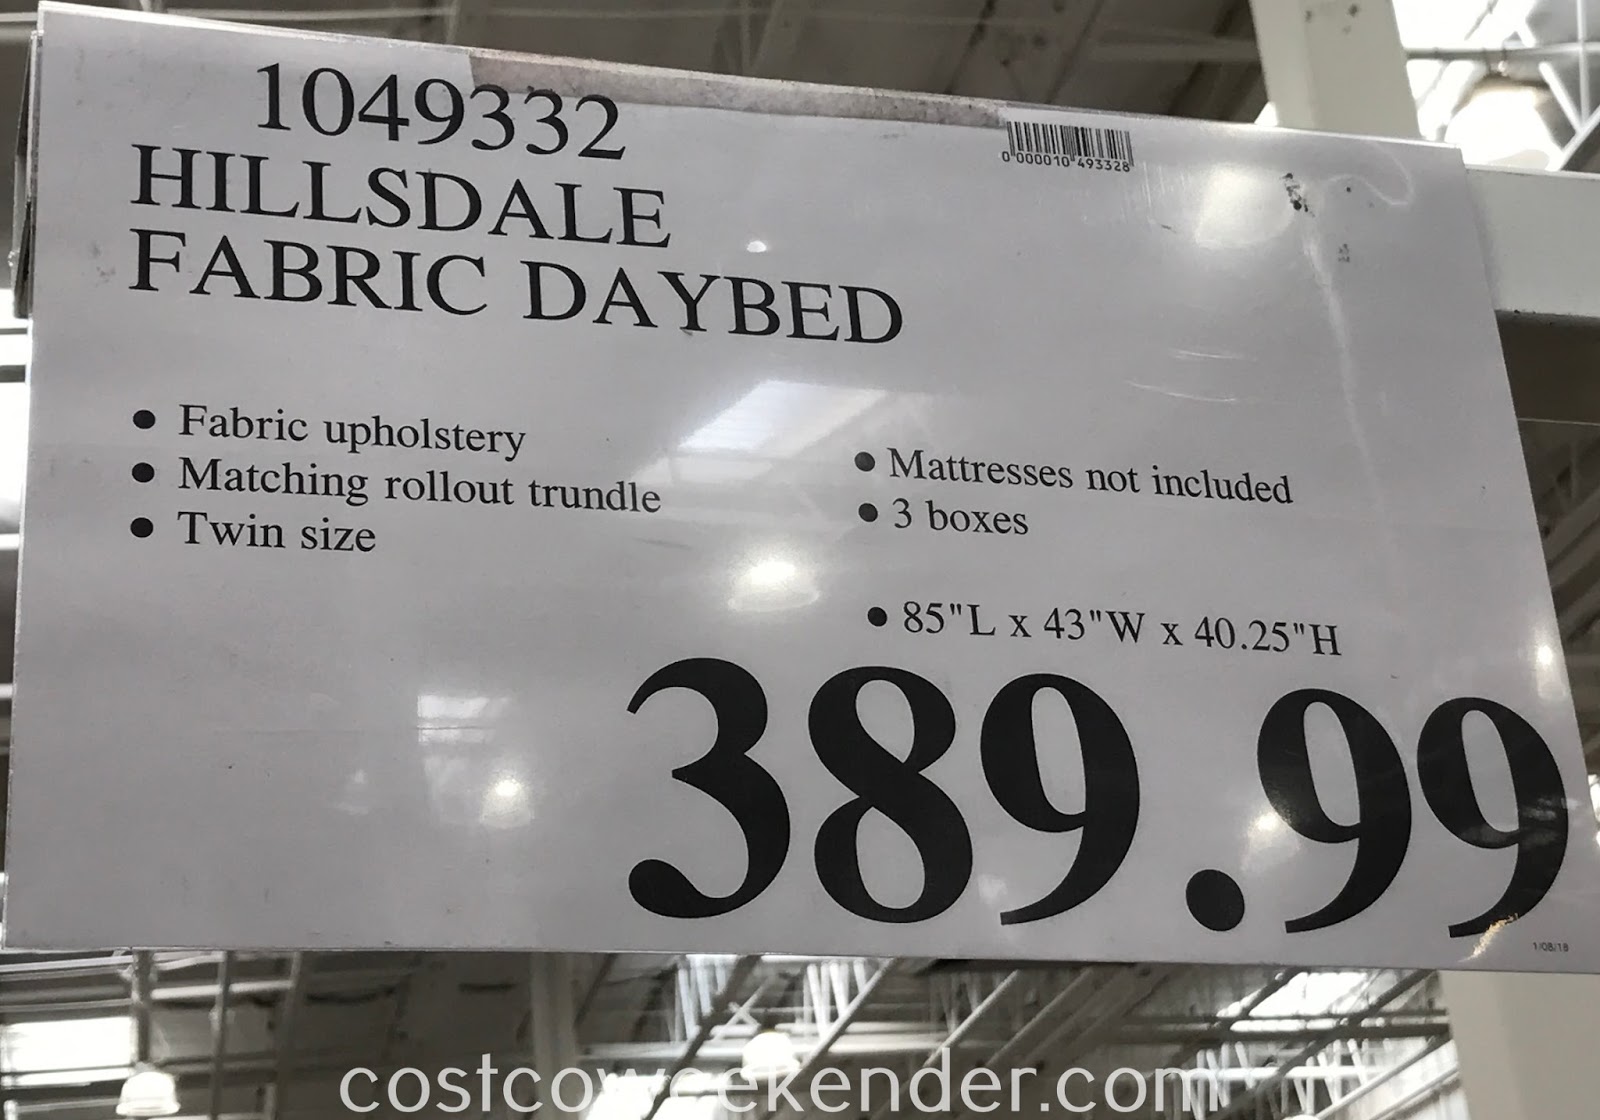 1049332
0 000010 493328
HILLSDALE
FABRIC DAYBED
• Fabric upholstery
• Matching rollout trundle
• Twin size
• Mattresses not included
• 3 boxes
• 85"L x 43"W x 40.25"H
389.99
1/08/18
costcoweekender.com